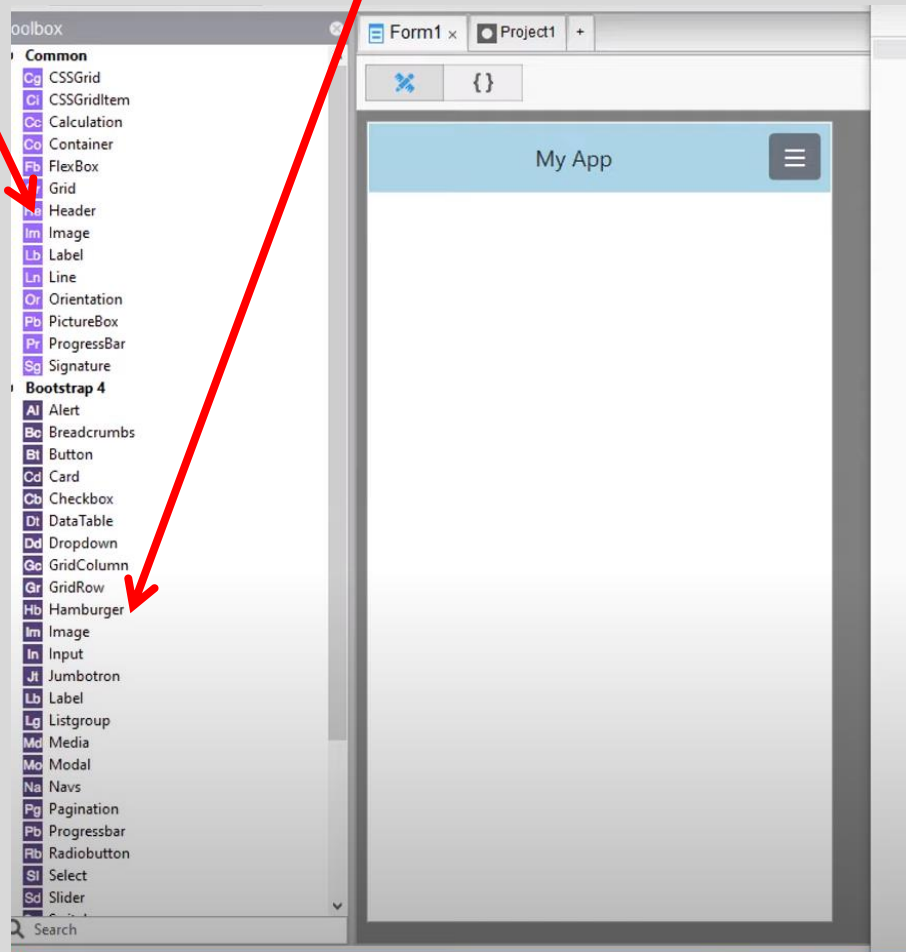 oolbox
Form1 × Project1 +
Common
Cg CSSGrid
{}
Ci CSSGridItem
Cc Calculation
Co Container
My App
Fb FlexBox
Grid
He Header
Im Image
Lb Label
Ln Line
Or Orientation
Pb PictureBox
Pr ProgressBar
Sg Signature
Bootstrap 4
Al Alert
Bc Breadcrumbs
Bt Button
Cd Card
Cb Checkbox
Dt DataTable
Dd Dropdown
Gc GridColumn
Gr GridRow
Hb Hamburger
Im Image
In Input
Jt Jumbotron
Lb Label
Lg Listgroup
Md Media
Mo Modal
Na Navs
Pg Pagination
Pb Progressbar
Rb Radiobutton
Sl Select
Sd Slider
Search